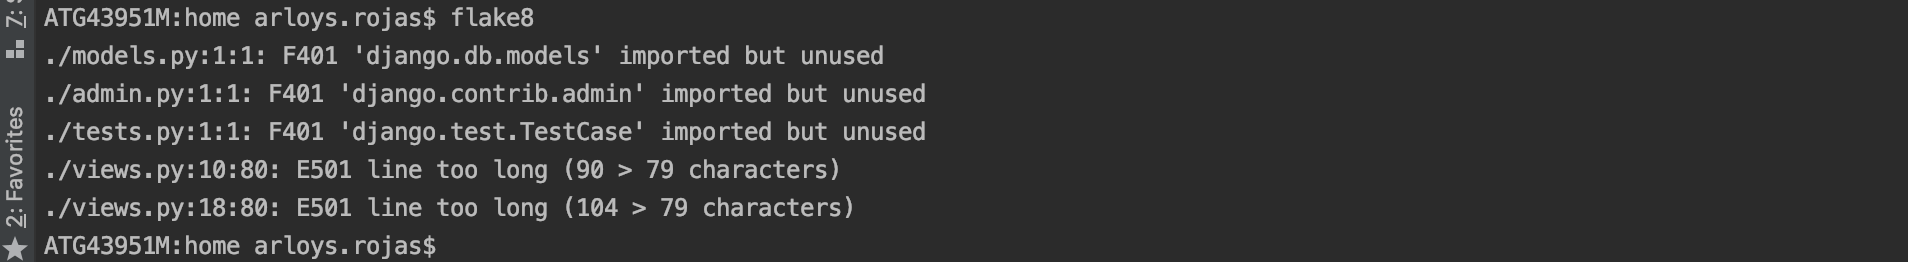 ATG43951M:home arloys.rojas$ flake8
./models.py:1:1: F401 'django.db.models' imported but unused
./admin.py:1:1: F401 'django.contrib.admin' imported but unused
./tests.py:1:1: F401 'django.test.TestCase' imported but unused
./views.py:10:80: E501 line too long (90 > 79 characters)
./views.py:18:80: E501 line too long (104 > 79 characters)
ATG43951M:home arloys.rojas$
7:
2: Favorites